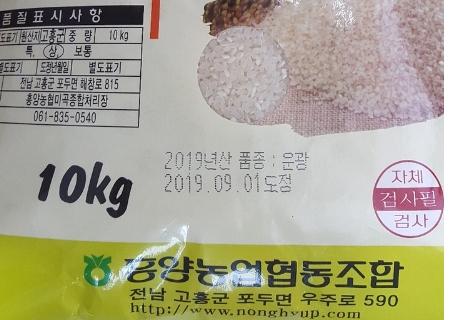 품질표시사항
원산지 고흥군 중량 10kg
특, 상, 보통
별도표기 도정년월일 별도표기
전남 고흥군 포두면 해창로 815
흥양농협미곡종합처리장
061-835-0540
2019년산 품종 : 운광
2019.09.01도정
10kg
자체
검사필
검사
흥양농업협동조합
전남 고흥군 포두면 우주로 590
http://www.nonghyup.com